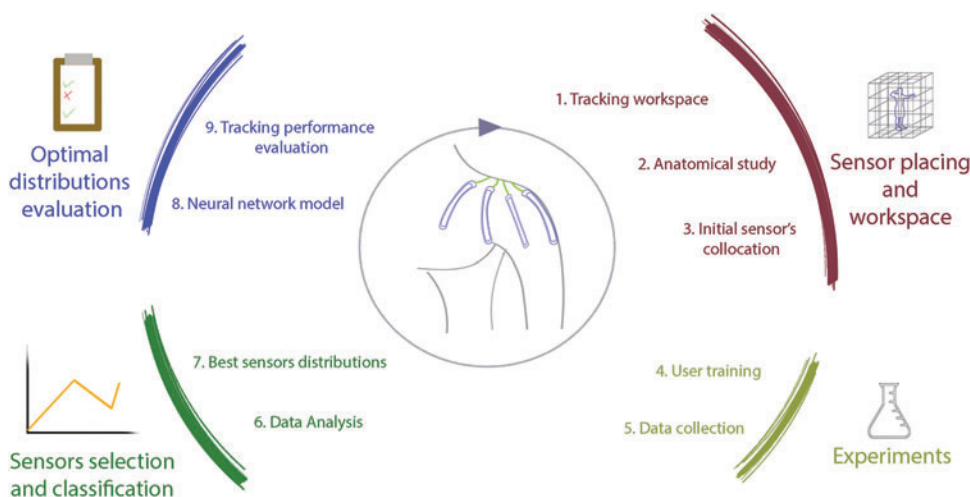 1. Tracking workspace
2. Anatomical study
3. Initial sensor's
collocation
Sensor placing
and
workspace
4. User training
5. Data collection
Experiments
6. Data Analysis
7. Best sensors distributions
Sensors selection
and classification
8. Neural network model
9. Tracking performance
evaluation
Optimal
distributions
evaluation